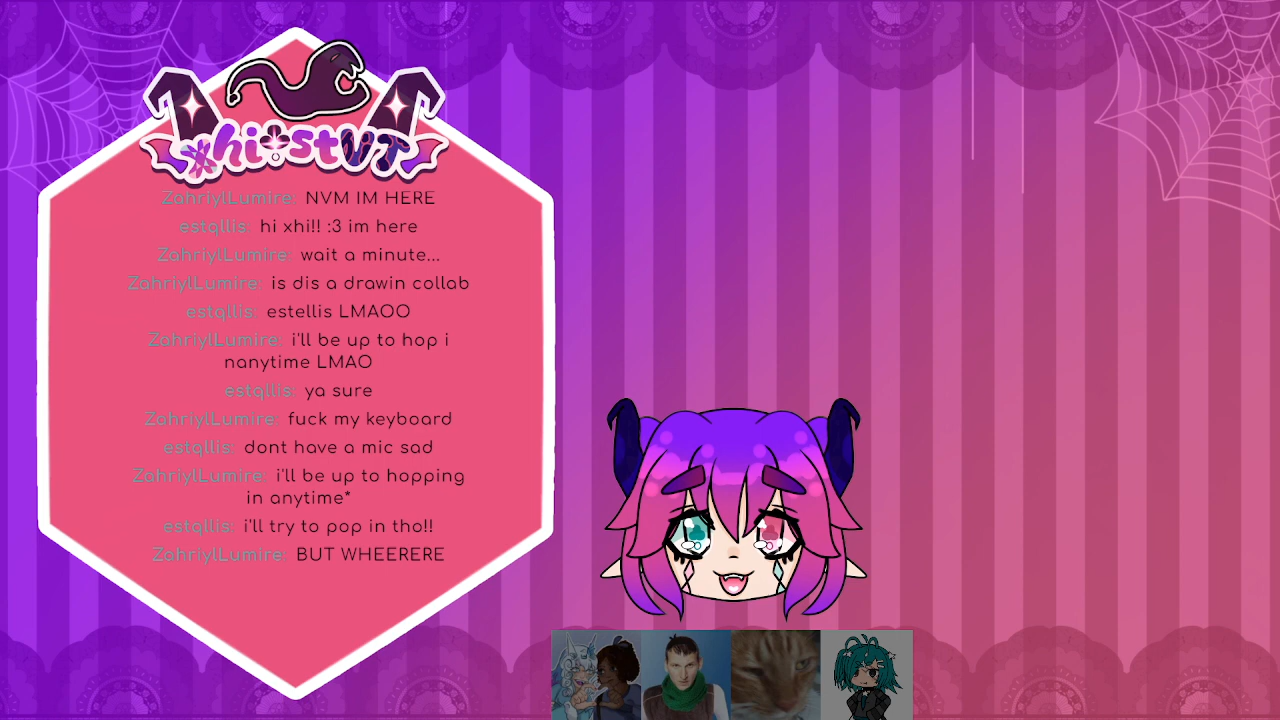 xhi♣stVT
ZahriylLumire: NVM IM HERE
estqllis: hi xhi!! :3 im here
ZahriylLumire: wait a minute...
ZahriylLumire: is dis a drawin collab
estqllis: estellis LMAOO
ZahriylLumire: i'll be up to hop i
nanytime LMAO
estqllis: ya sure
ZahriylLumire: fuck my keyboard
estqllis: dont have a mic sad
ZahriylLumire: i'll be up to hopping
in anytime*
estqllis: i'll try to pop in tho!!
ZahriylLumire: BUT WHEERERE